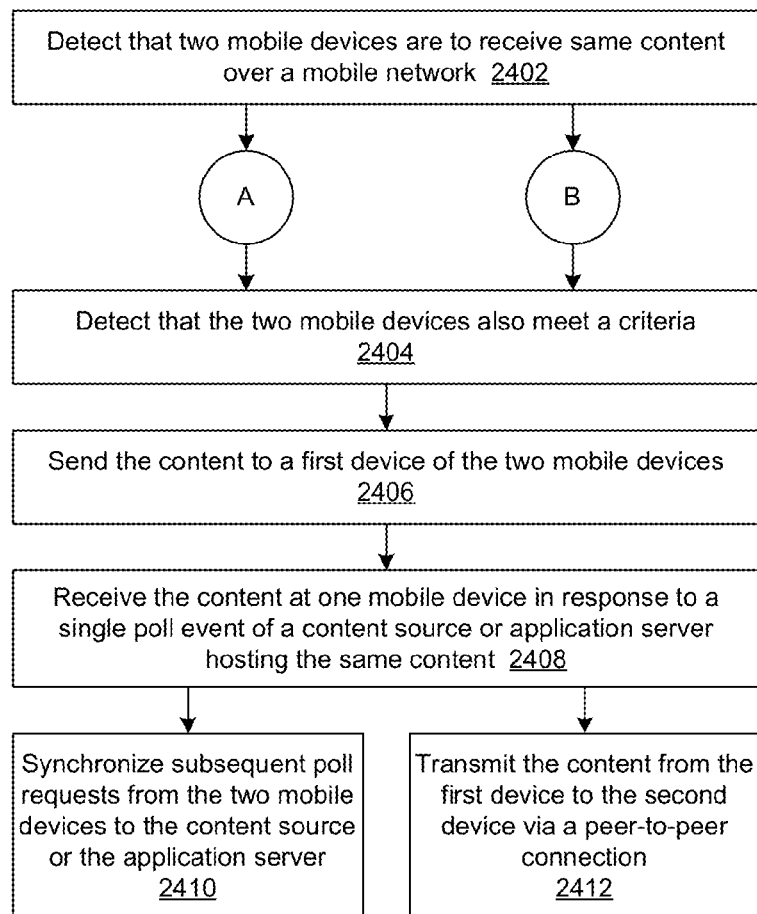 Detect that two mobile devices are to receive same content
over a mobile network 2402
A
B
Detect that the two mobile devices also meet a criteria
2404
Send the content to a first device of the two mobile devices
2406
Receive the content at one mobile device in response to a
single poll event of a content source or application server
hosting the same content 2408
Synchronize subsequent poll
requests from the two mobile
devices to the content source
or the application server
2410
Transmit the content from the
first device to the second
device via a peer-to-peer
connection
2412